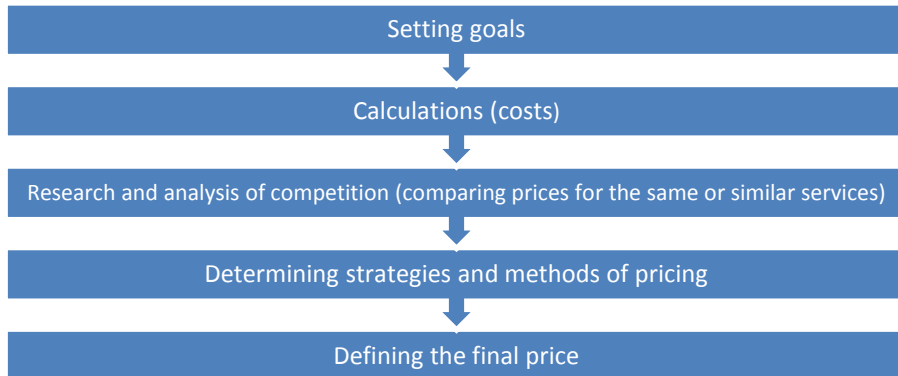 Setting goals
Calculations (costs)
Research and analysis of competition (comparing prices for the same or similar services)
Determining strategies and methods of pricing
Defining the final price